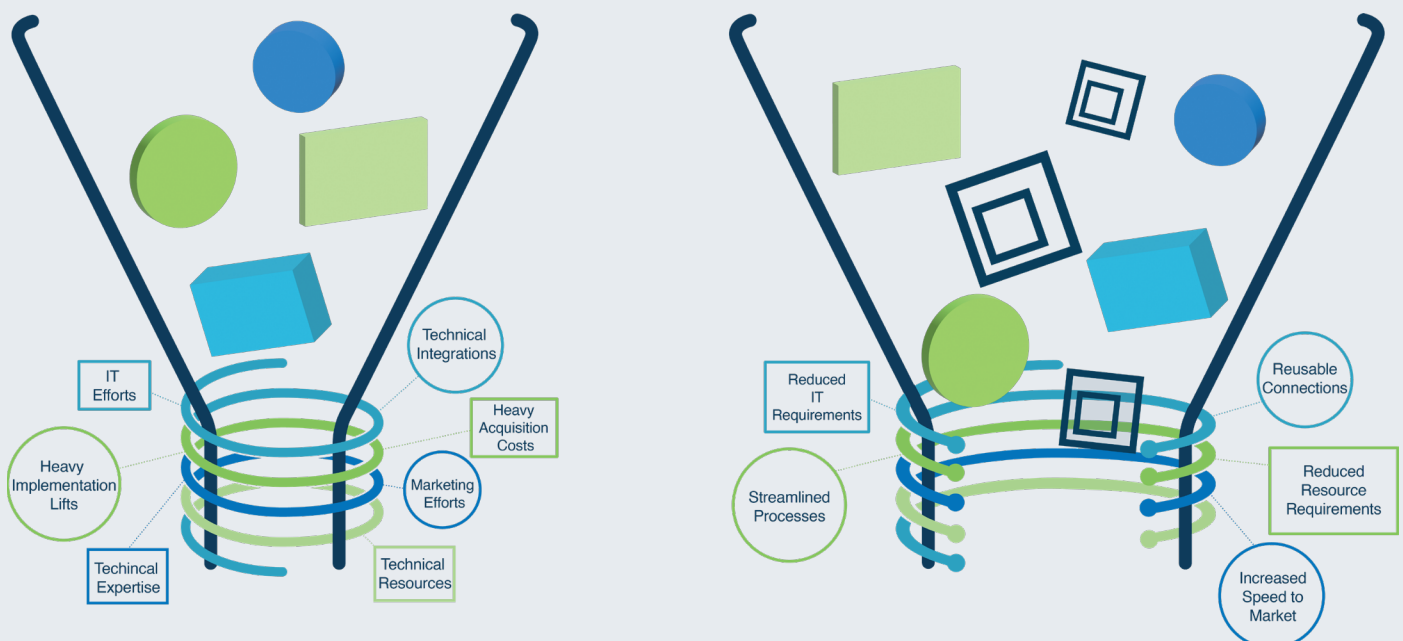 IT
Efforts
Technical
Integrations
Heavy
Acquisition
Costs
Heavy
Implementation
Lifts
Marketing
Efforts
Techincal
Expertise
Technical
Resources
Reduced
IT
Requirements
Reusable
Connections
Streamlined
Processes
Reduced
Resource
Requirements
Increased
Speed to
Market